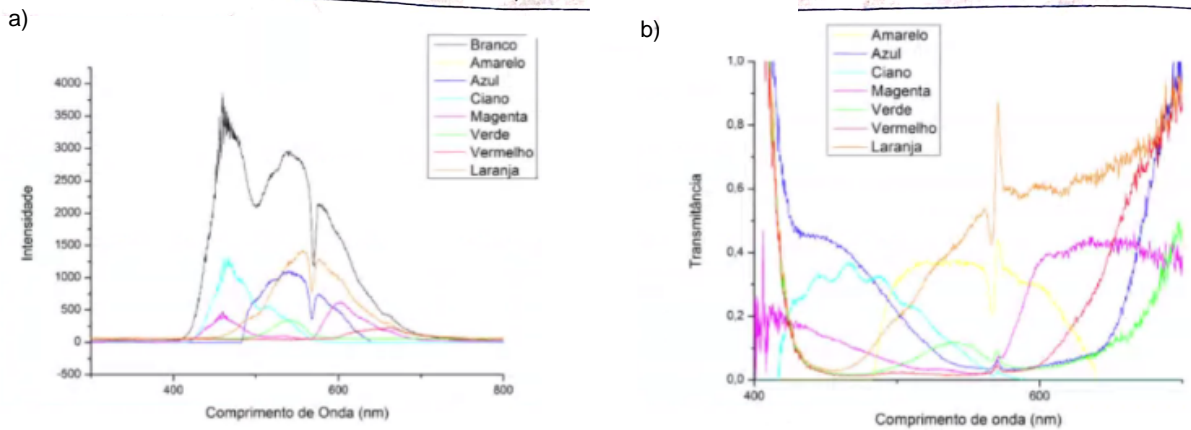 a)
Branco
Amarelo
Azul
Ciano
Magenta
Verde
Vermelho
Laranja
4000
3500
3000
2500
2000
1500
1000
500
0
-500
Intensidade
400
600
800
Comprimento de Onda (nm)
b)
Amarelo
Azul
Ciano
Magenta
Verde
Vermelho
Laranja
1,0
0,8
0,6
0,4
0,2
0,0
Transmitância
400
600
Comprimento de onda (nm)